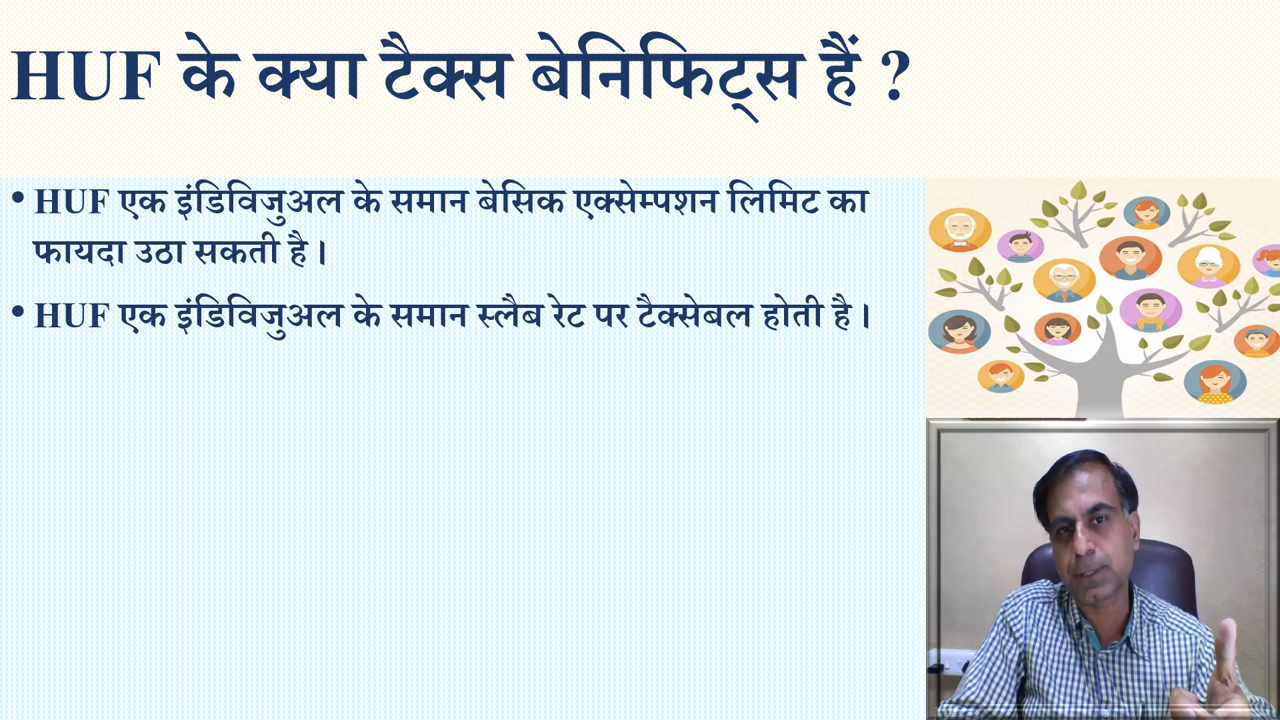 HUF के क्या टैक्स बेनिफिट्स हैं ?
• HUF एक इंडिविजुअल के समान बेसिक एक्सेम्पशन लिमिट का
फायदा उठा सकती है।
• HUF एक इंडिविजुअल के समान स्लैब रेट पर टैक्सेबल होती है।